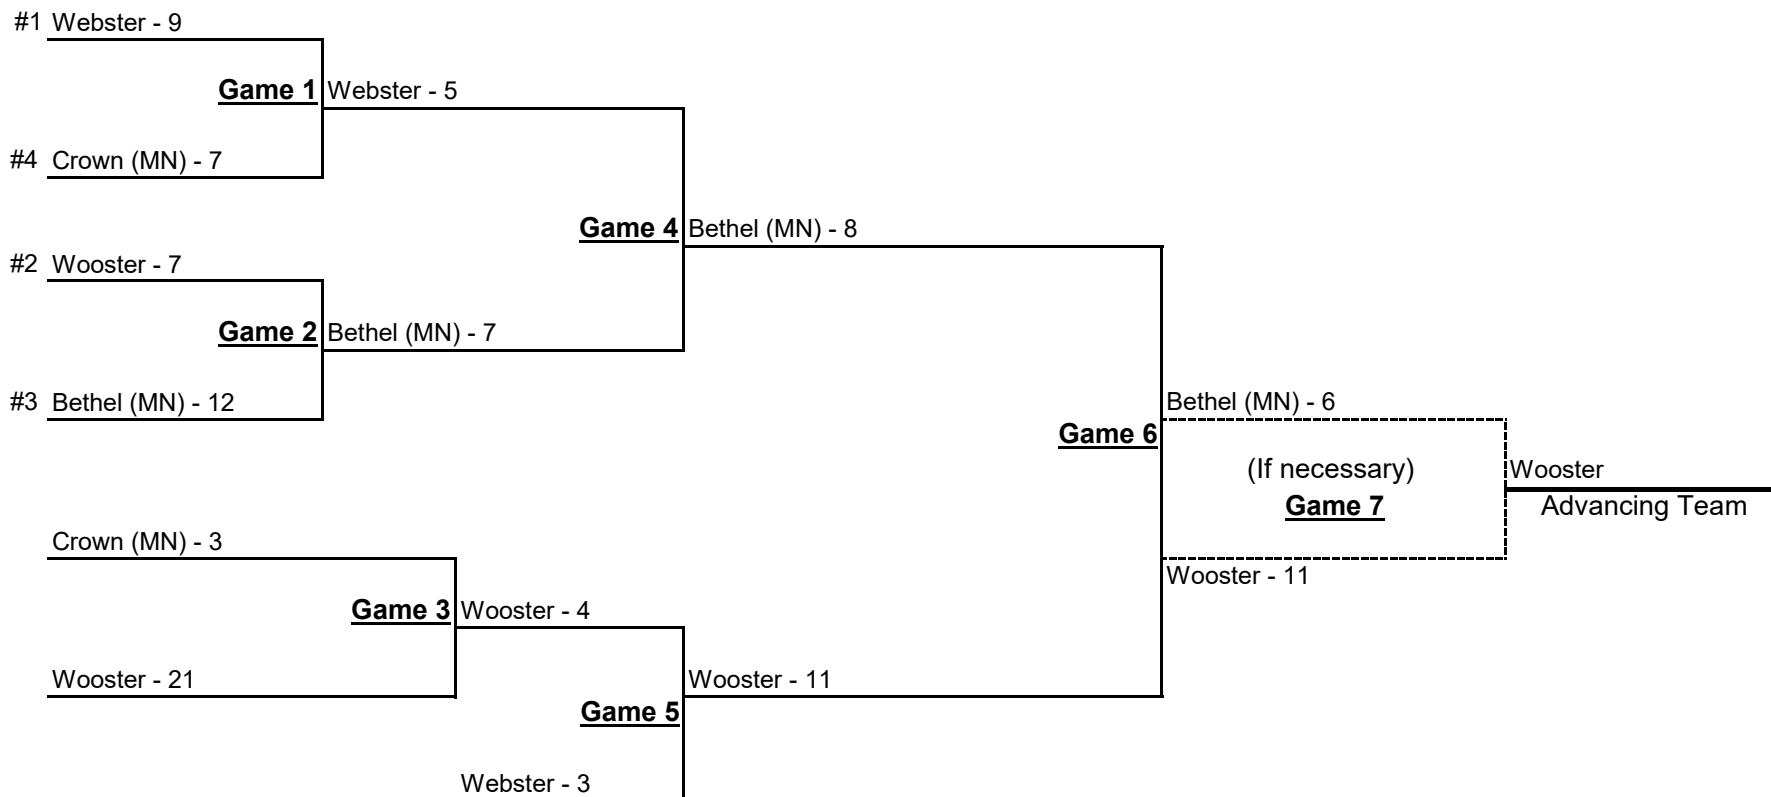 #1 Webster - 9
Game 1 Webster - 5
#4 Crown (MN) - 7
Game 4 Bethel (MN) - 8
#2 Wooster - 7
Game 2 Bethel (MN) - 7
#3 Bethel (MN) - 12
Bethel (MN) - 6
Game 6
(If necessary)
Game 7
Wooster
Advancing Team
Crown (MN) - 3
Wooster - 11
Game 3 Wooster - 4
Wooster - 21
Wooster - 11
Game 5
Webster - 3